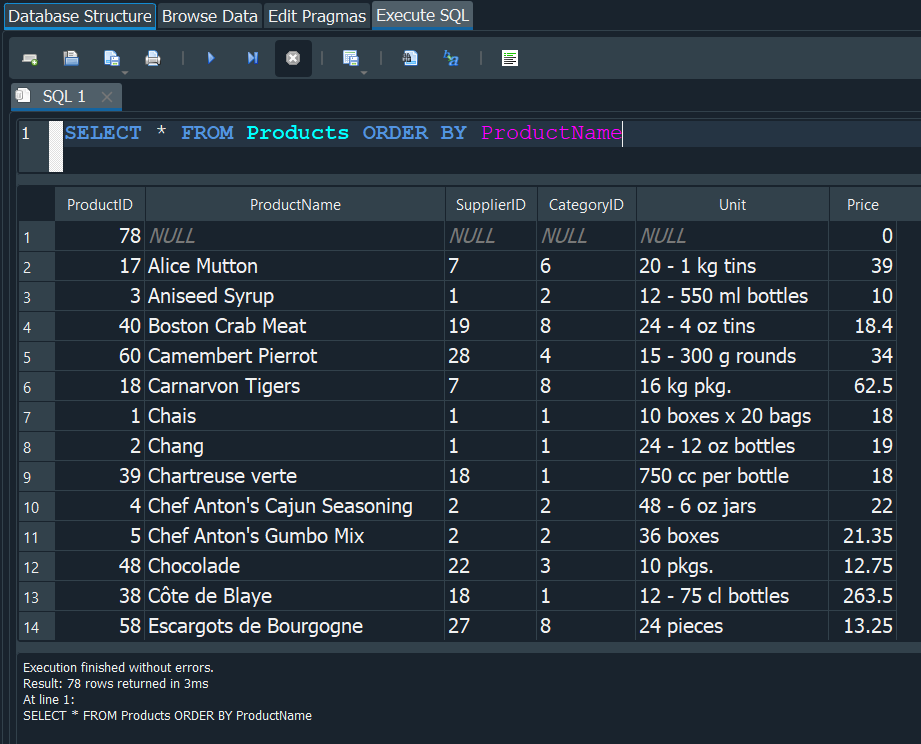 Database Structure Browse Data Edit Pragmas Execute SQL
SQL 1
1 SELECT * FROM Products ORDER BY ProductName
ProductID ProductName SupplierID CategoryID Unit Price
1 78 NULL NULL NULL NULL 0
2 17 Alice Mutton 7 6 20 - 1 kg tins 39
3 3 Aniseed Syrup 1 2 12 - 550 ml bottles 10
4 40 Boston Crab Meat 19 8 24 - 4 oz tins 18.4
5 60 Camembert Pierrot 28 4 15 - 300 g rounds 34
6 18 Carnarvon Tigers 7 8 16 kg pkg. 62.5
7 1 Chais 1 1 10 boxes x 20 bags 18
8 2 Chang 1 1 24 - 12 oz bottles 19
9 39 Chartreuse verte 18 1 750 cc per bottle 18
10 4 Chef Anton's Cajun Seasoning 2 2 48 - 6 oz jars 22
11 5 Chef Anton's Gumbo Mix 2 2 36 boxes 21.35
12 48 Chocolade 22 3 10 pkgs. 12.75
13 38 Côte de Blaye 18 1 12 - 75 cl bottles 263.5
14 58 Escargots de Bourgogne 27 8 24 pieces 13.25
Execution finished without errors.
Result: 78 rows returned in 3ms
At line 1:
SELECT * FROM Products ORDER BY ProductName